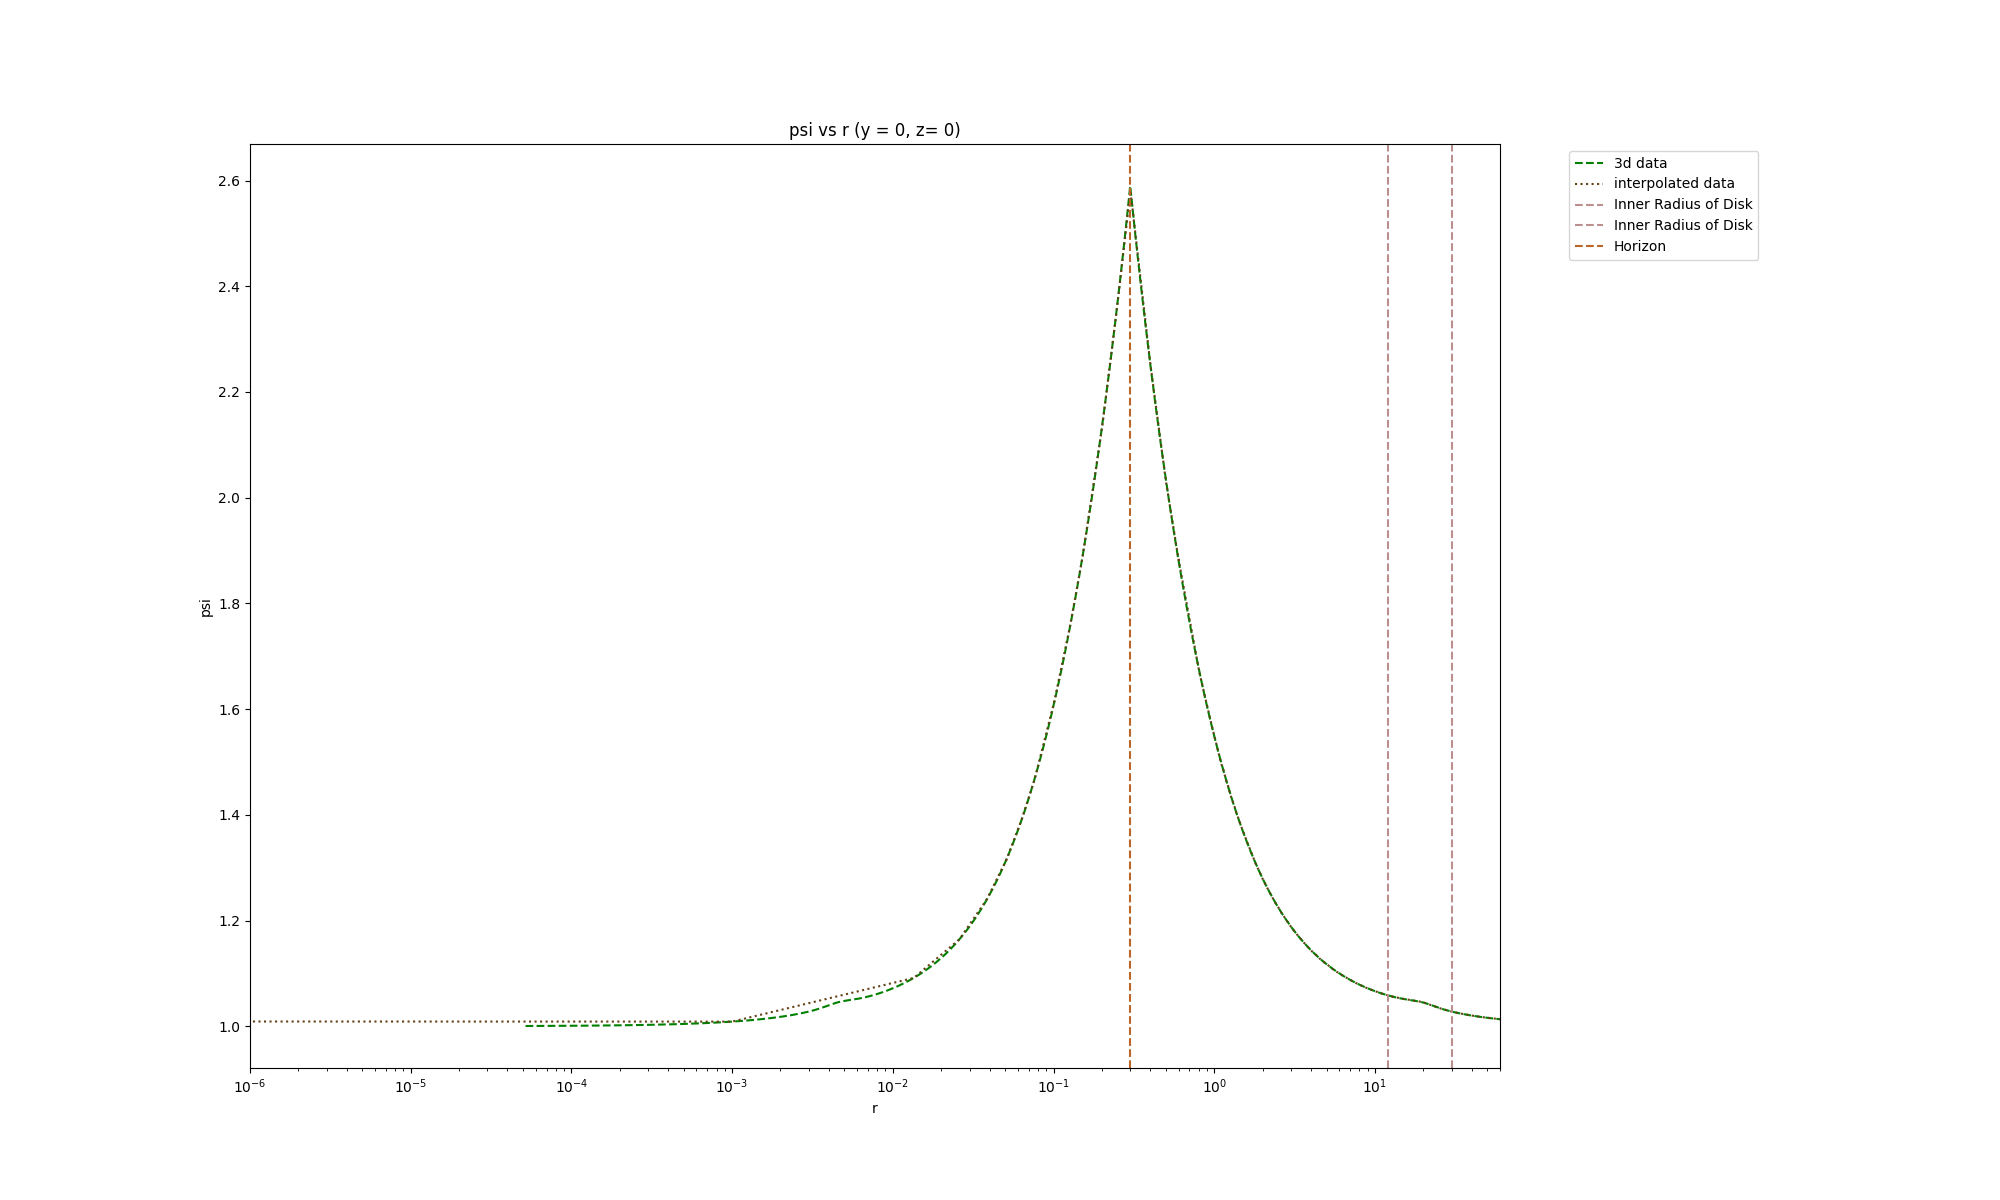 psi vs r (y = 0, z= 0)
psi
2.6
2.4
2.2
2.0
1.8
1.6
1.4
1.2
1.0
10⁻⁶
10⁻⁵
10⁻⁴
10⁻³
10⁻²
10⁻¹
10⁰
10¹
r
3d data
interpolated data
Inner Radius of Disk
Inner Radius of Disk
Horizon